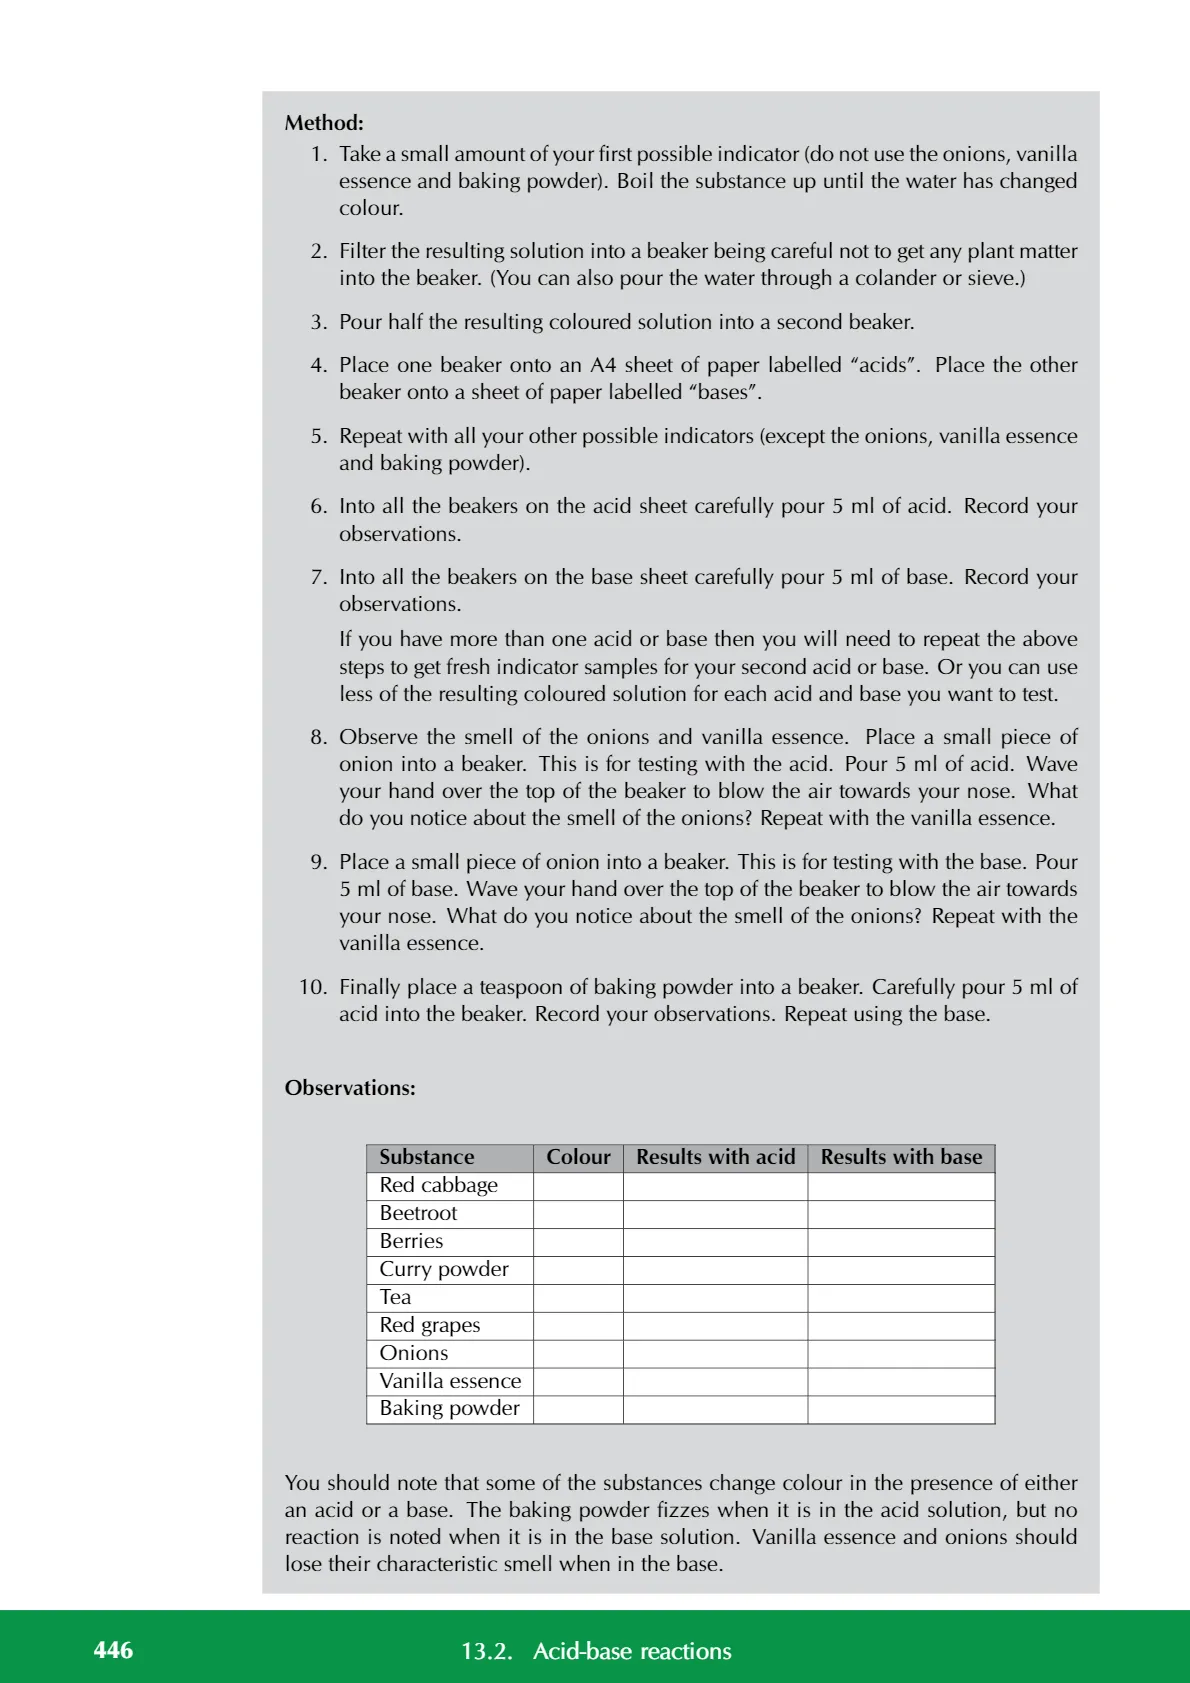 Method:
1. Take a small amount of your first possible indicator (do not use the onions, vanilla
essence and baking powder). Boil the substance up until the water has changed
colour.
2. Filter the resulting solution into a beaker being careful not to get any plant matter
into the beaker. (You can also pour the water through a colander or sieve.)
3. Pour half the resulting coloured solution into a second beaker.
4. Place one beaker onto an A4 sheet of paper labelled “acids”. Place the other
beaker onto a sheet of paper labelled “bases”.
5. Repeat with all your other possible indicators (except the onions, vanilla essence
and baking powder).
6. Into all the beakers on the acid sheet carefully pour 5 ml of acid. Record your
observations.
7. Into all the beakers on the base sheet carefully pour 5 ml of base. Record your
observations.
If you have more than one acid or base then you will need to repeat the above
steps to get fresh indicator samples for your second acid or base. Or you can use
less of the resulting coloured solution for each acid and base you want to test.
8. Observe the smell of the onions and vanilla essence. Place a small piece of
onion into a beaker. This is for testing with the acid. Pour 5 ml of acid. Wave
your hand over the top of the beaker to blow the air towards your nose. What
do you notice about the smell of the onions? Repeat with the vanilla essence.
9. Place a small piece of onion into a beaker. This is for testing with the base. Pour
5 ml of base. Wave your hand over the top of the beaker to blow the air towards
your nose. What do you notice about the smell of the onions? Repeat with the
vanilla essence.
10. Finally place a teaspoon of baking powder into a beaker. Carefully pour 5 ml of
acid into the beaker. Record your observations. Repeat using the base.
Observations:
Substance Colour Results with acid Results with base
Red cabbage
Beetroot
Berries
Curry powder
Tea
Red grapes
Onions
Vanilla essence
Baking powder
You should note that some of the substances change colour in the presence of either
an acid or a base. The baking powder fizzes when it is in the acid solution, but no
reaction is noted when it is in the base solution. Vanilla essence and onions should
lose their characteristic smell when in the base.
446 13.2. Acid-base reactions